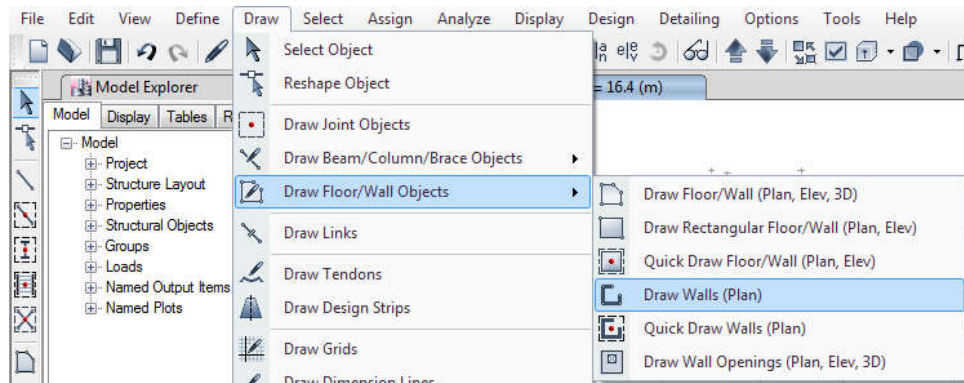 File Edit View Define Draw Select Assign Analyze Display Design Detailing Options Tools Help
Model Explorer
= 16.4 (m)
Model Display Tables R
Model
Project
Structure Layout
Properties
Structural Objects
Groups
Loads
Named Output Items
Named Plots
Select Object
Reshape Object
Draw Joint Objects
Draw Beam/Column/Brace Objects
Draw Floor/Wall Objects
Draw Links
Draw Tendons
Draw Design Strips
Draw Grids
Draw Dimension Lines
Draw Floor/Wall (Plan, Elev, 3D)
Draw Rectangular Floor/Wall (Plan, Elev)
Quick Draw Floor/Wall (Plan, Elev)
Draw Walls (Plan)
Quick Draw Walls (Plan)
Draw Wall Openings (Plan, Elev, 3D)